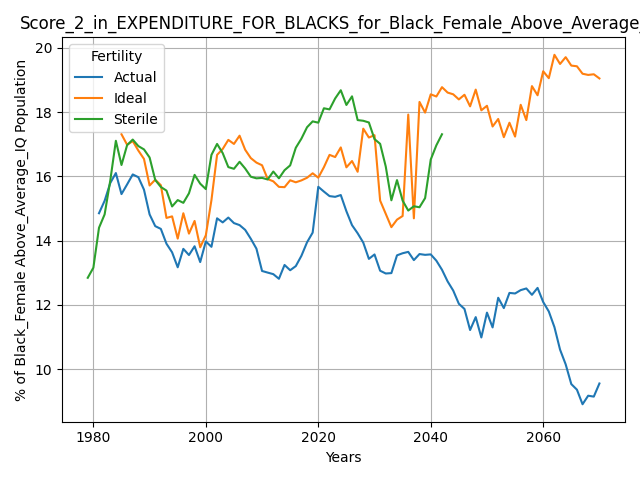 Score_2_in_EXPENDITURE_FOR_BLACKS_for_Black_Female_Above_Average_
Fertility
Actual
Ideal
Sterile
% of Black_Female Above_Average_IQ Population
20
18
16
14
12
10
1980
2000
2020
2040
2060
Years